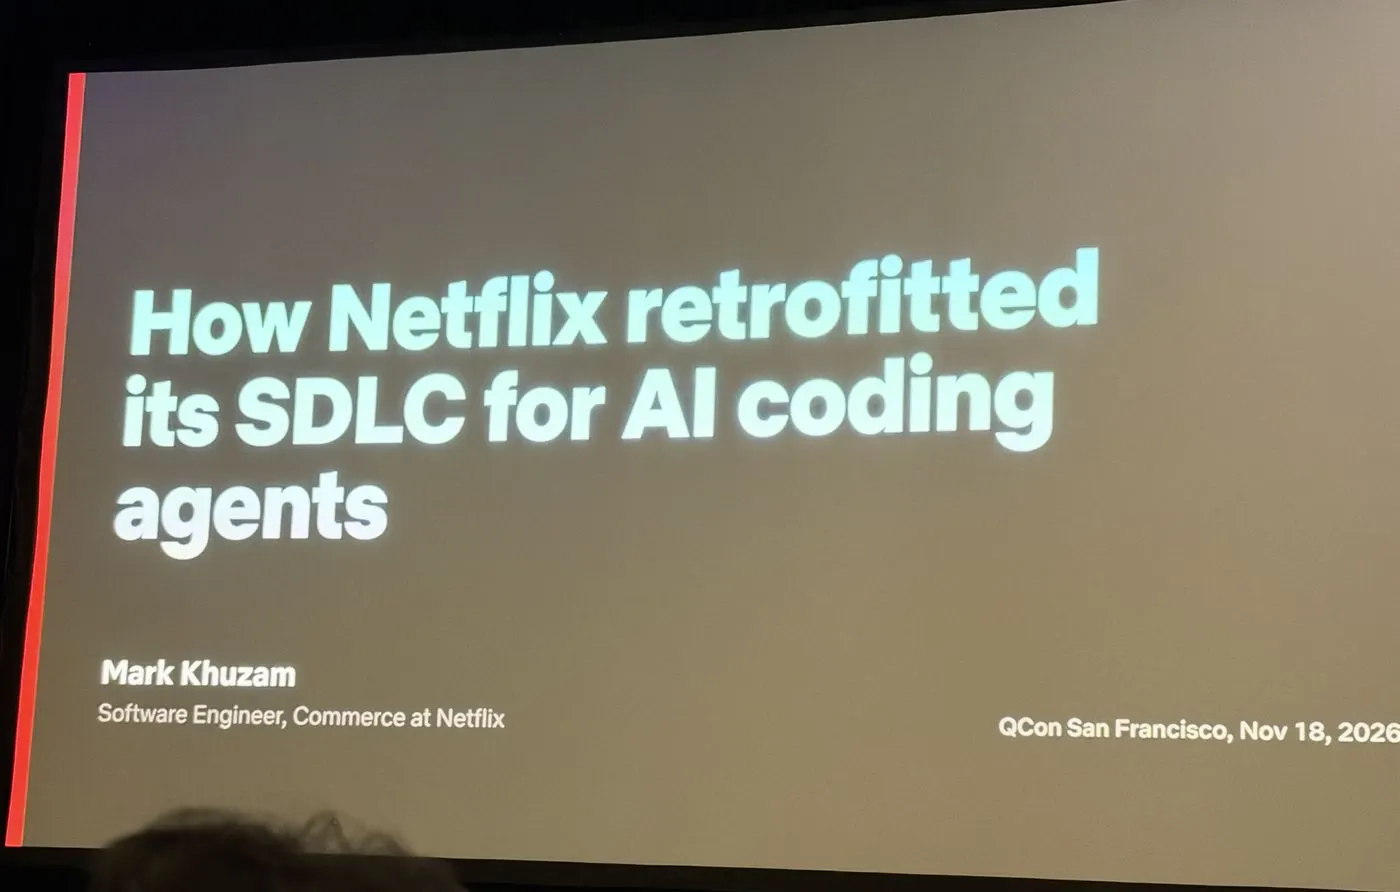 How Netflix retrofitted
its SDLC for AI coding
agents
Mark Khuzam
Software Engineer, Commerce at Netflix
QCon San Francisco, Nov 18, 2026